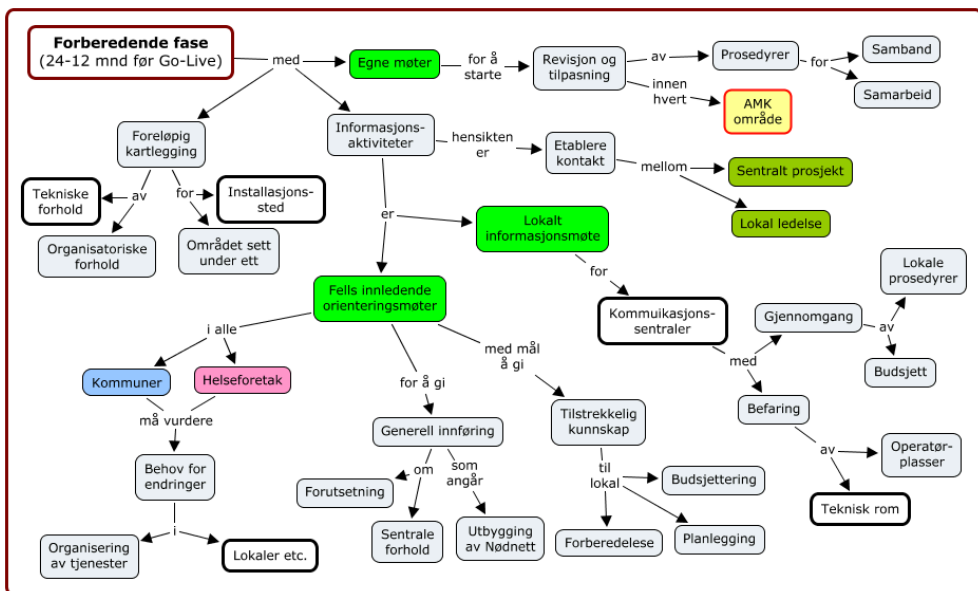 Forberedende fase
(24-12 mnd før Go-Live)
med
Egne møter
for å
starte
Revisjon og
tilpasning
av
Prosedyrer
for
Samband
Samarbeid
innen
hvert
AMK
område
Foreløpig
kartlegging
Informasjons-
aktiviteter
hensikten
er
Etablere
kontakt
mellom
Sentralt prosjekt
Lokal ledelse
Tekniske
forhold
av
for
Installasjons-
sted
Organisatoriske
forhold
Området sett
under ett
er
Lokalt
informasjonsmøte
for
Kommuikasjons-
sentraler
med
Gjennomgang
av
Lokale
prosedyrer
Budsjett
Befaring
av
Operatør-
plasser
Teknisk rom
Fells innledende
orienteringsmøter
i alle
Kommuner
Helseforetak
må vurdere
Behov for
endringer
i
Organisering
av tjenester
Lokaler etc.
for å gi
Generell innføring
om
Forutsetning
Sentrale
forhold
som
angår
Utbygging
av Nødnett
med mål
å gi
Tilstrekkelig
kunnskap
til
lokal
Budsjettering
Forberedelse
Planlegging